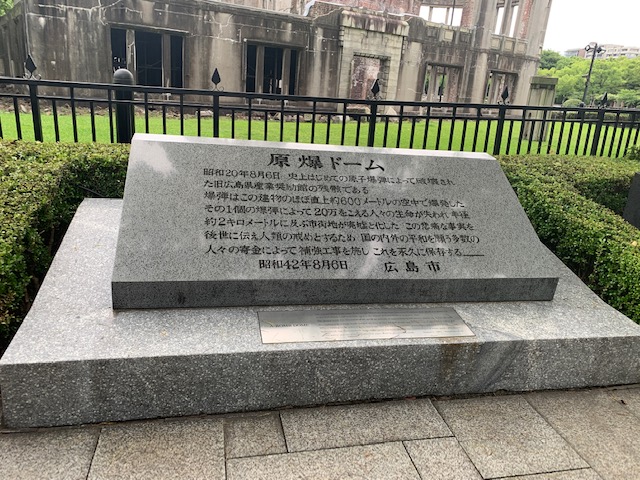 原爆ドーム
昭和20年8月6日 史上はじめての原子爆弾によって破壊され
た旧広島県産業奨励館の残骸である
爆弾はこの建物のほぼ直上約600メートルの空中で爆発した
その1個の爆弾によって20万をこえる人々の生命が失われ 半径
約2キロメートルに及ぶ市街地が廃墟と化した この悲痛な事実を
後世に伝え人類の戒めとするため 国の内外の平和を願う多数の
人々の寄金によって補強工事を施し これを永久に保存する
昭和42年8月6日 広島市